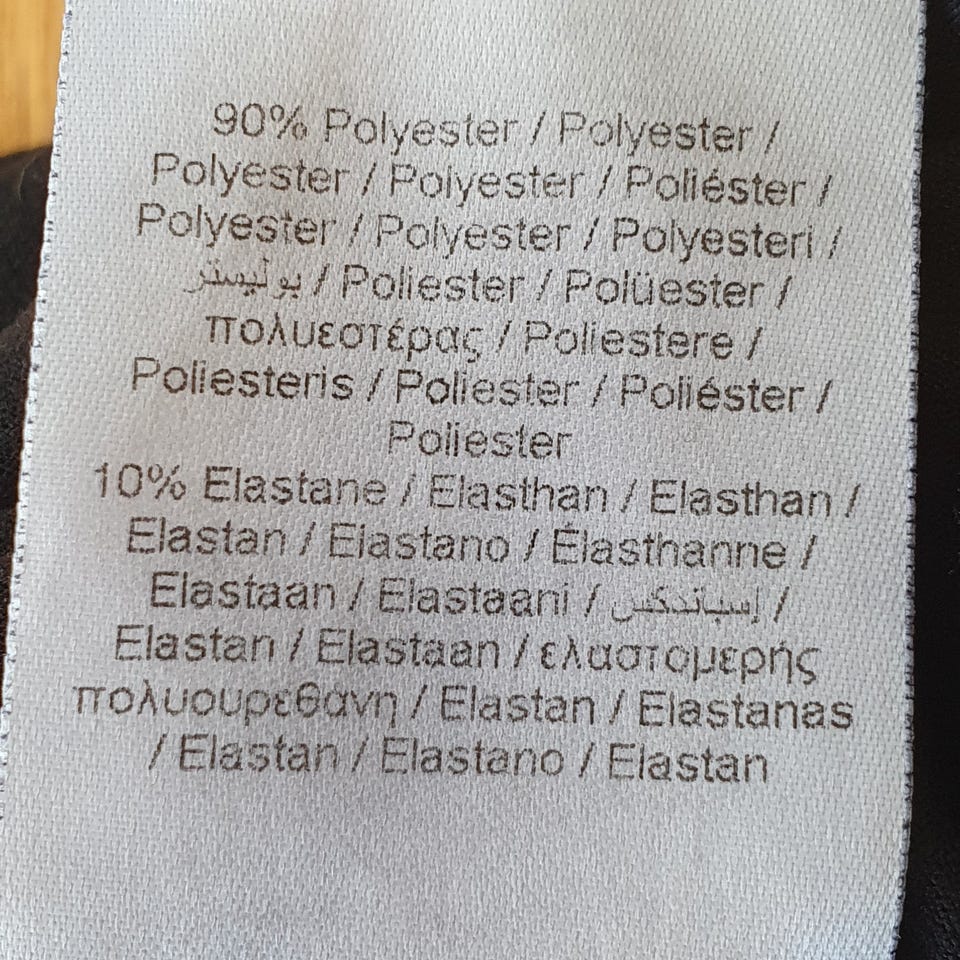 90% Polyester / Polyester /
Polyester / Polyester / Poliéster /
Polyester / Polyester / Polyesteri /
بوليستر / Poliester / Polüester /
πολυεστέρας / Poliestere /
Poliesteris / Poliester / Poliéster /
Poliester
10% Elastane / Elasthan / Elasthan /
Elastan / Elastano / Élasthanne /
Elastaan / Elastaani / إسباندكس /
Elastan / Elastaan / ελαστομερής
πολυουρεθανη / Elastan / Elastanas
/ Elastan / Elastano / Elastan